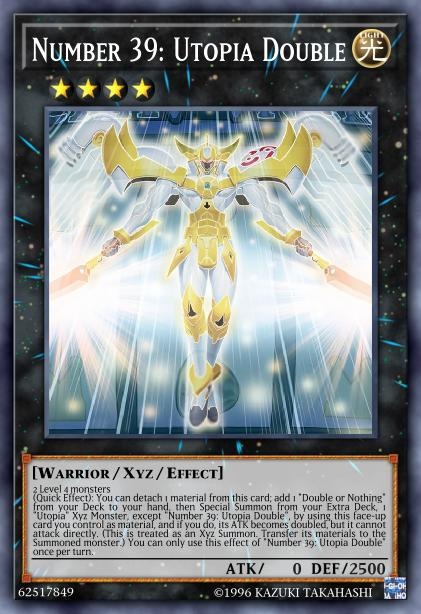 NUMBER 39: UTOPIA DOUBLE
LIGHT
光
39
[WARRIOR / XYZ / EFFECT]
2 Level 4 monsters
(Quick Effect): You can detach 1 material from this card; add 1 "Double or Nothing"
from your Deck to your hand, then Special Summon from your Extra Deck, 1
"Utopia" Xyz Monster, except "Number 39: Utopia Double", by using this face-up
card you control as material, and if you do, its ATK becomes doubled, but it cannot
attack directly. (This is treated as an Xyz Summon. Transfer its materials to the
Summoned monster.) You can only use this effect of "Number 39: Utopia Double"
once per turn.
ATK/ 0 DEF/2500
62517849 ©1996 KAZUKI TAKAHASHI